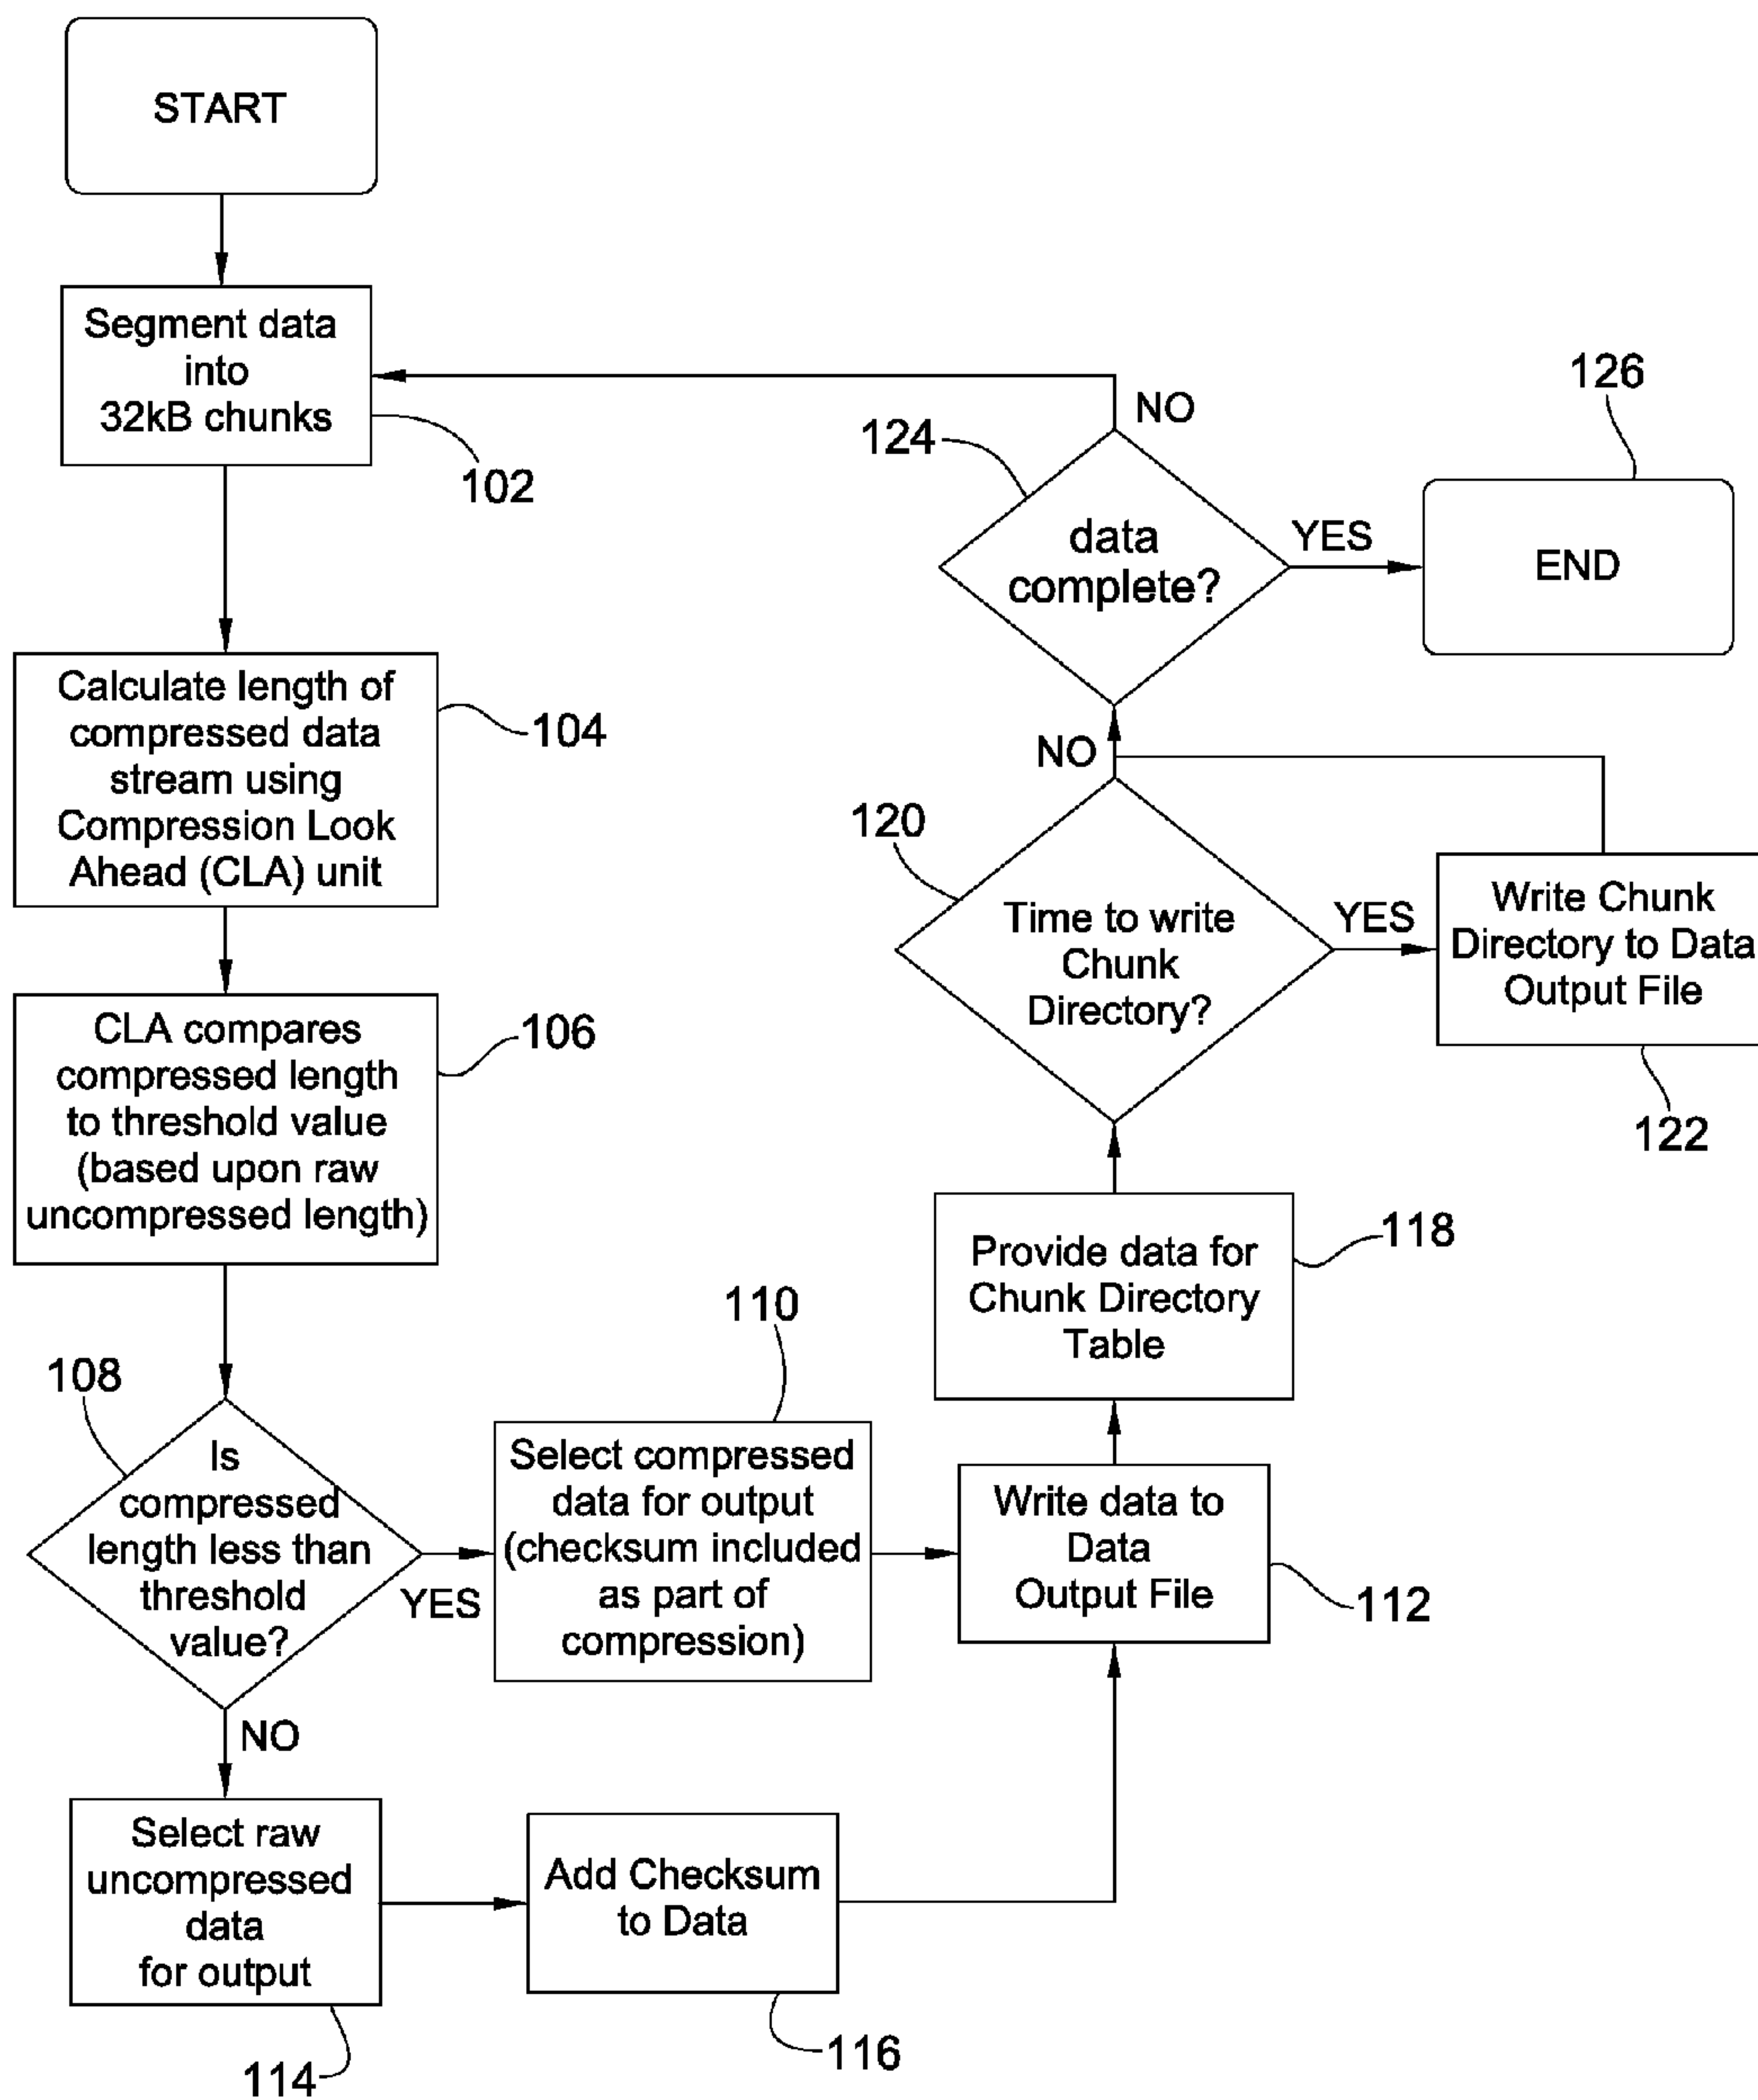 START
Segment data
into
32kB chunks
102
Calculate length of
compressed data
stream using
Compression Look
Ahead (CLA) unit
104
CLA compares
compressed length
to threshold value
(based upon raw
uncompressed length)
106
108
Is
compressed
length less than
threshold
value?
YES
NO
110
Select compressed
data for output
(checksum included
as part of
compression)
Write data to
Data
Output File
112
Select raw
uncompressed
data
for output
114
Add Checksum
to Data
116
Provide data for
Chunk Directory
Table
118
120
Time to write
Chunk
Directory?
YES
NO
Write Chunk
Directory to Data
Output File
122
124
data
complete?
NO
YES
126
END